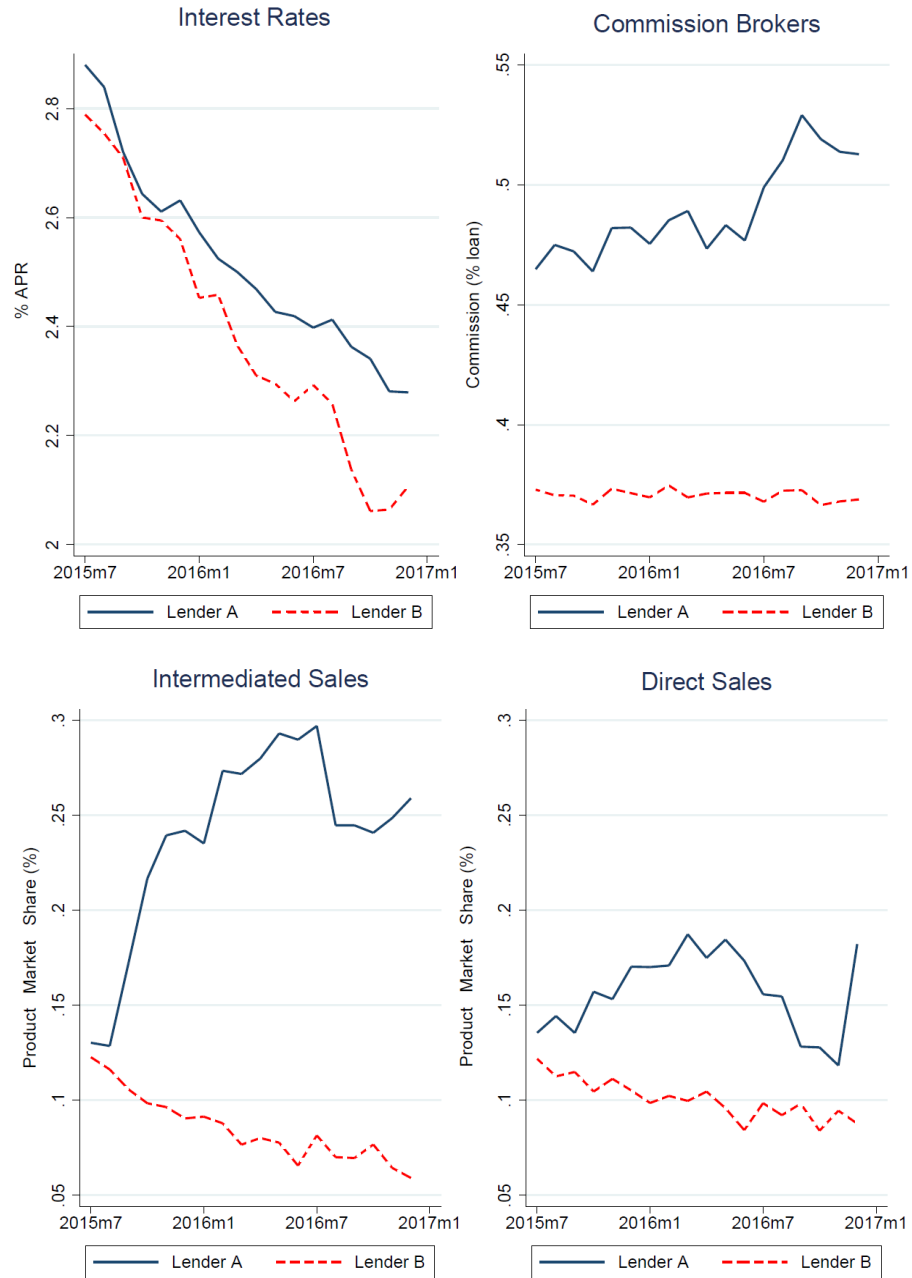 Interest Rates
% APR
2.8
2.6
2.4
2.2
2
2015m7 2016m1 2016m7 2017m1
Lender A Lender B
Commission Brokers
Commission (% loan)
.55
.5
.45
.4
.35
2015m7 2016m1 2016m7 2017m1
Lender A Lender B
Intermediated Sales
Product Market Share (%)
.3
.25
.2
.15
.1
.05
2015m7 2016m1 2016m7 2017m1
Lender A Lender B
Direct Sales
Product Market Share (%)
.3
.25
.2
.15
.1
.05
2015m7 2016m1 2016m7 2017m1
Lender A Lender B